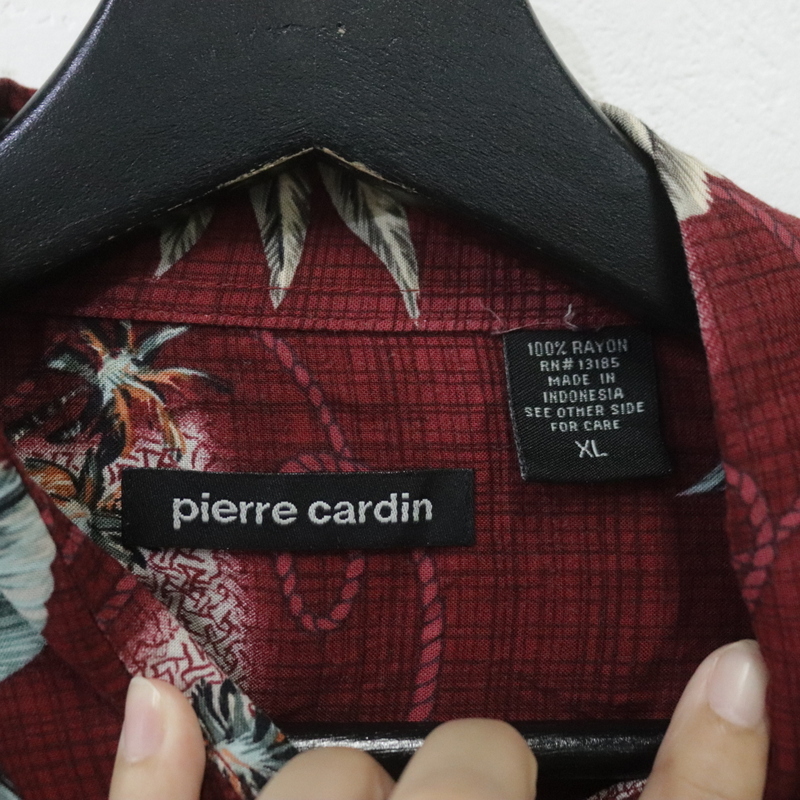 100% RAYON
RN# 13185
MADE IN
INDONESIA
SEE OTHER SIDE
FOR CARE
XL
pierre cardin